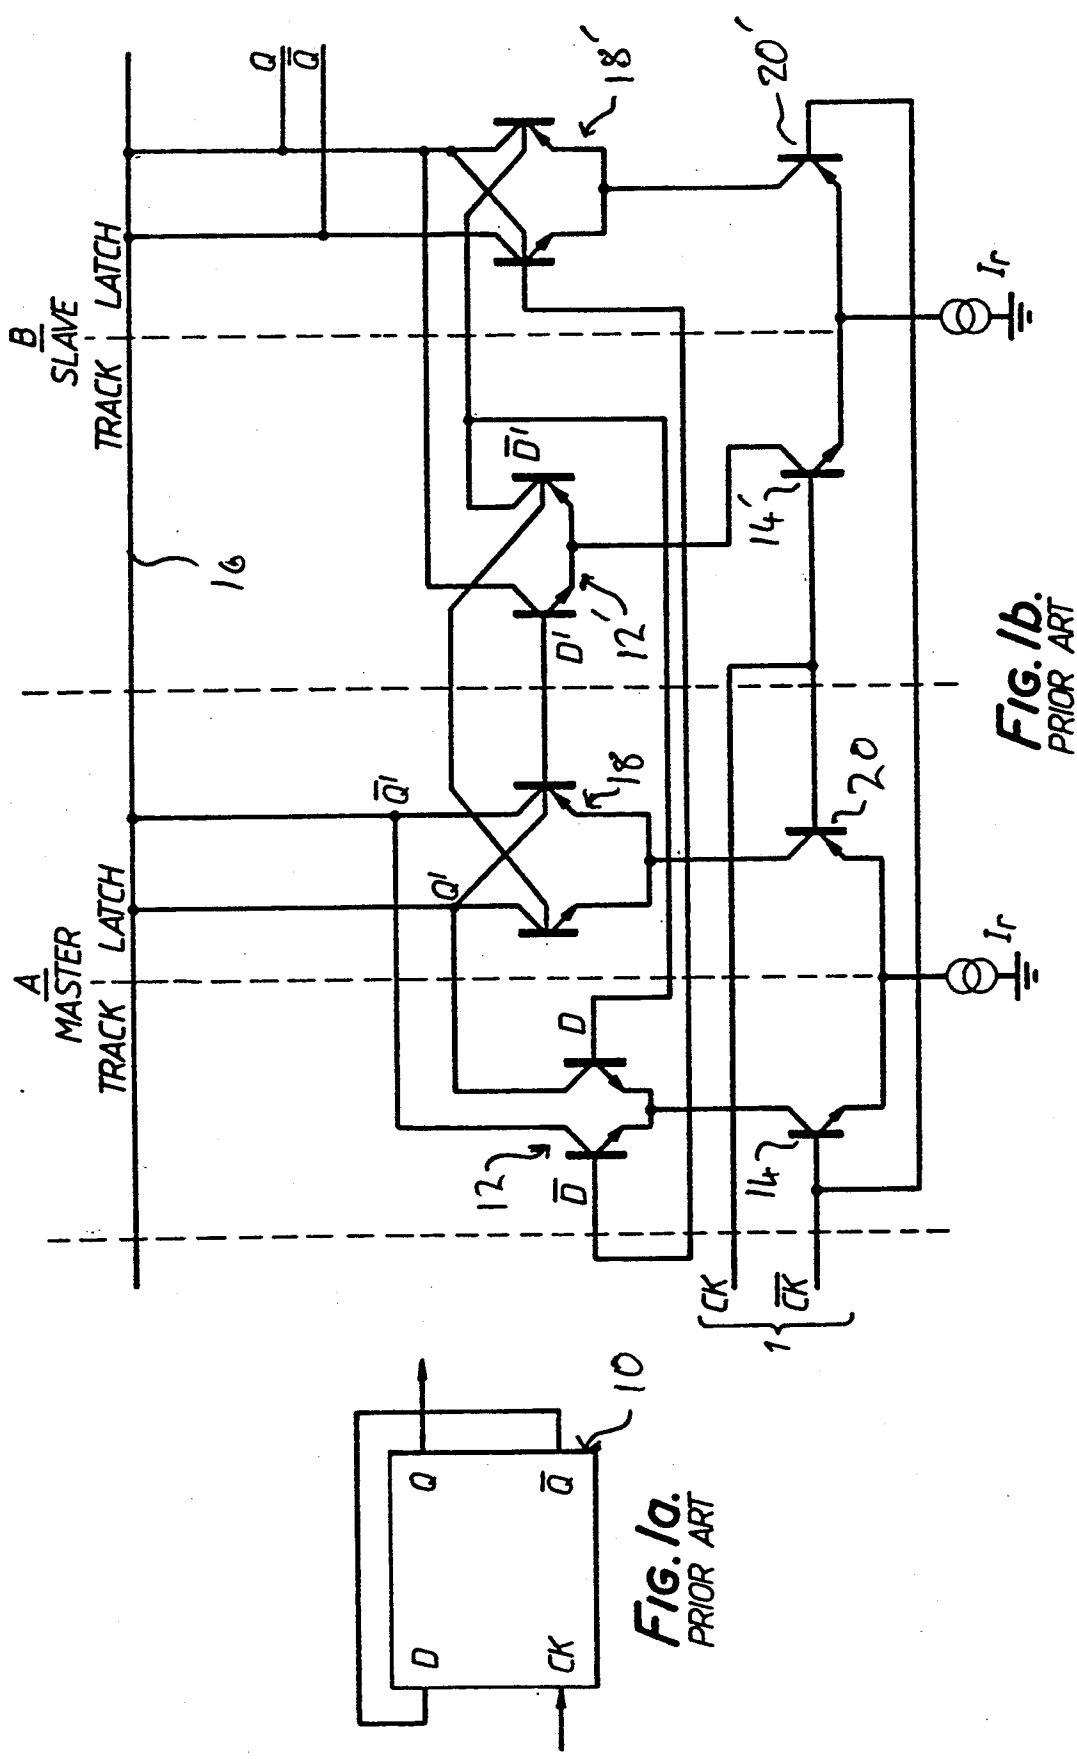 D
Q
CK
Q̅
10
FIG. 1a.
PRIOR ART
A
MASTER
TRACK
LATCH
B
SLAVE
TRACK
LATCH
16
Q
Q̅
Q̅'
Q'
12
D̅
D
18
D'
12'
D̅'
18'
CK
C̅K̅
1
14
20
14'
20'
Ir
Ir
FIG. 1b.
PRIOR ART